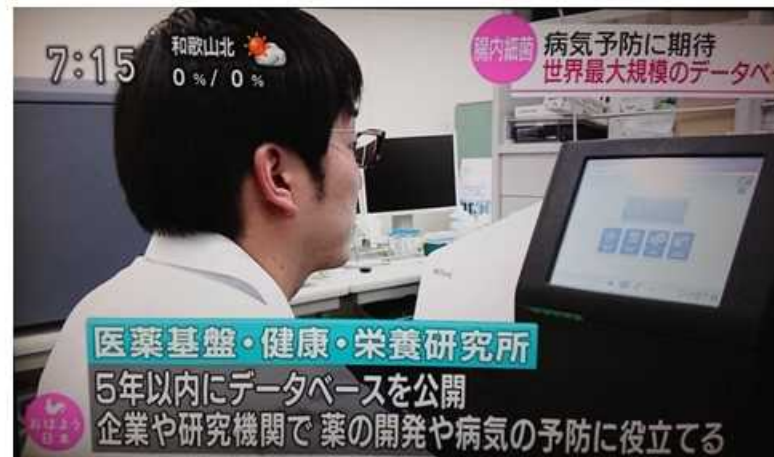 7:15
和歌山北
0%/0%
腸内細菌
病気予防に期待
世界最大規模のデータベ
医薬基盤・健康・栄養研究所
5年以内にデータベースを公開
企業や研究機関で 薬の開発や病気の予防に役立てる
おはよう
日本